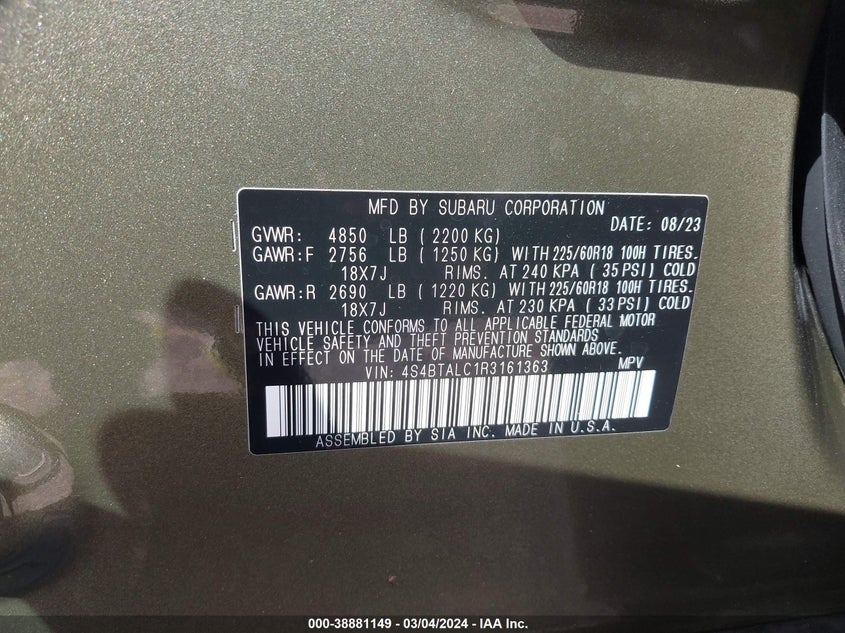 MFD BY SUBARU CORPORATION
DATE: 08/23
GVWR: 4850 LB ( 2200 KG)
GAWR:F 2756 LB ( 1250 KG) WITH 225/60R18 100H TIRES.
18X7J RIMS. AT 240 KPA ( 35 PSI) COLD
GAWR:R 2690 LB ( 1220 KG) WITH 225/60R18 100H TIRES.
18X7J RIMS. AT 230 KPA ( 33 PSI) COLD
THIS VEHICLE CONFORMS TO ALL APPLICABLE FEDERAL MOTOR
VEHICLE SAFETY AND THEFT PREVENTION STANDARDS
IN EFFECT ON THE DATE OF MANUFACTURE SHOWN ABOVE.
VIN: 4S4BTALC1R3161363 MPV
ASSEMBLED BY SIA INC. MADE IN U.S.A.
000-38881149 - 03/04/2024 - IAA Inc.